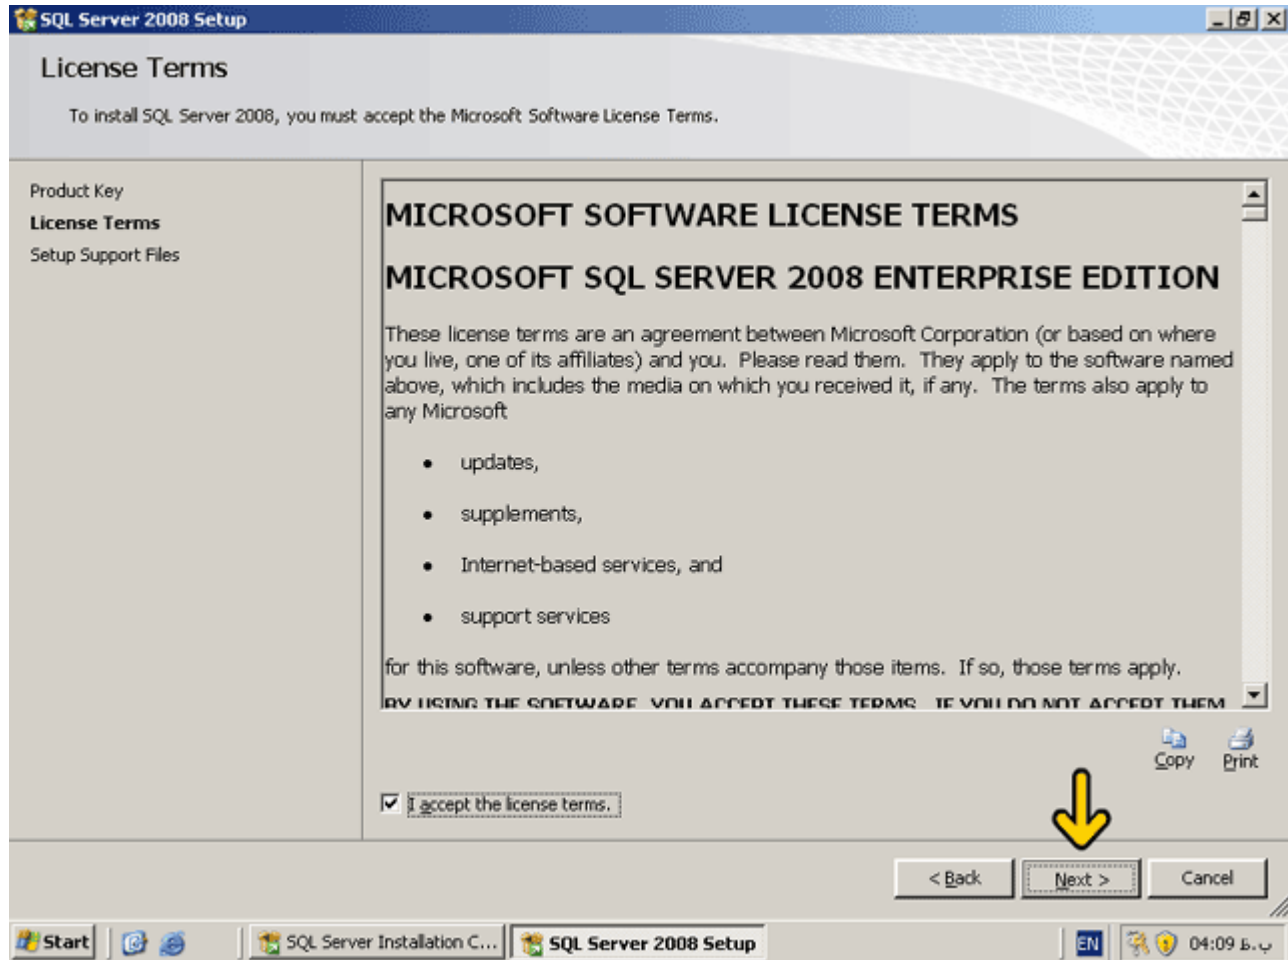 SQL Server 2008 Setup
License Terms
To install SQL Server 2008, you must accept the Microsoft Software License Terms.
Product Key
License Terms
Setup Support Files
MICROSOFT SOFTWARE LICENSE TERMS
MICROSOFT SQL SERVER 2008 ENTERPRISE EDITION
These license terms are an agreement between Microsoft Corporation (or based on where
you live, one of its affiliates) and you.  Please read them.  They apply to the software named
above, which includes the media on which you received it, if any.  The terms also apply to
any Microsoft
• updates,
• supplements,
• Internet-based services, and
• support services
for this software, unless other terms accompany those items.  If so, those terms apply.
BY USING THE SOFTWARE, YOU ACCEPT THESE TERMS.  IF YOU DO NOT ACCEPT THEM
Copy Print
I accept the license terms.
< Back Next > Cancel
Start SQL Server Installation C... SQL Server 2008 Setup EN 04:09 ب.ظ